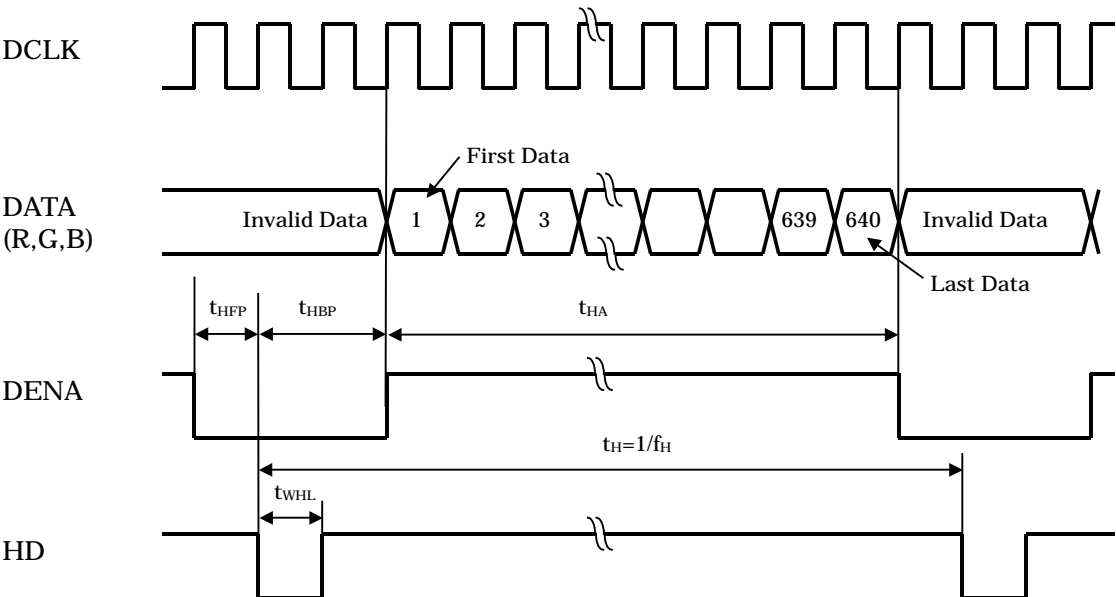 DCLK
First Data
DATA
(R,G,B)
Invalid Data 1 2 3 639 640 Invalid Data
Last Data
tHFP tHBP tHA
DENA
tH=1/fH
tWHL
HD